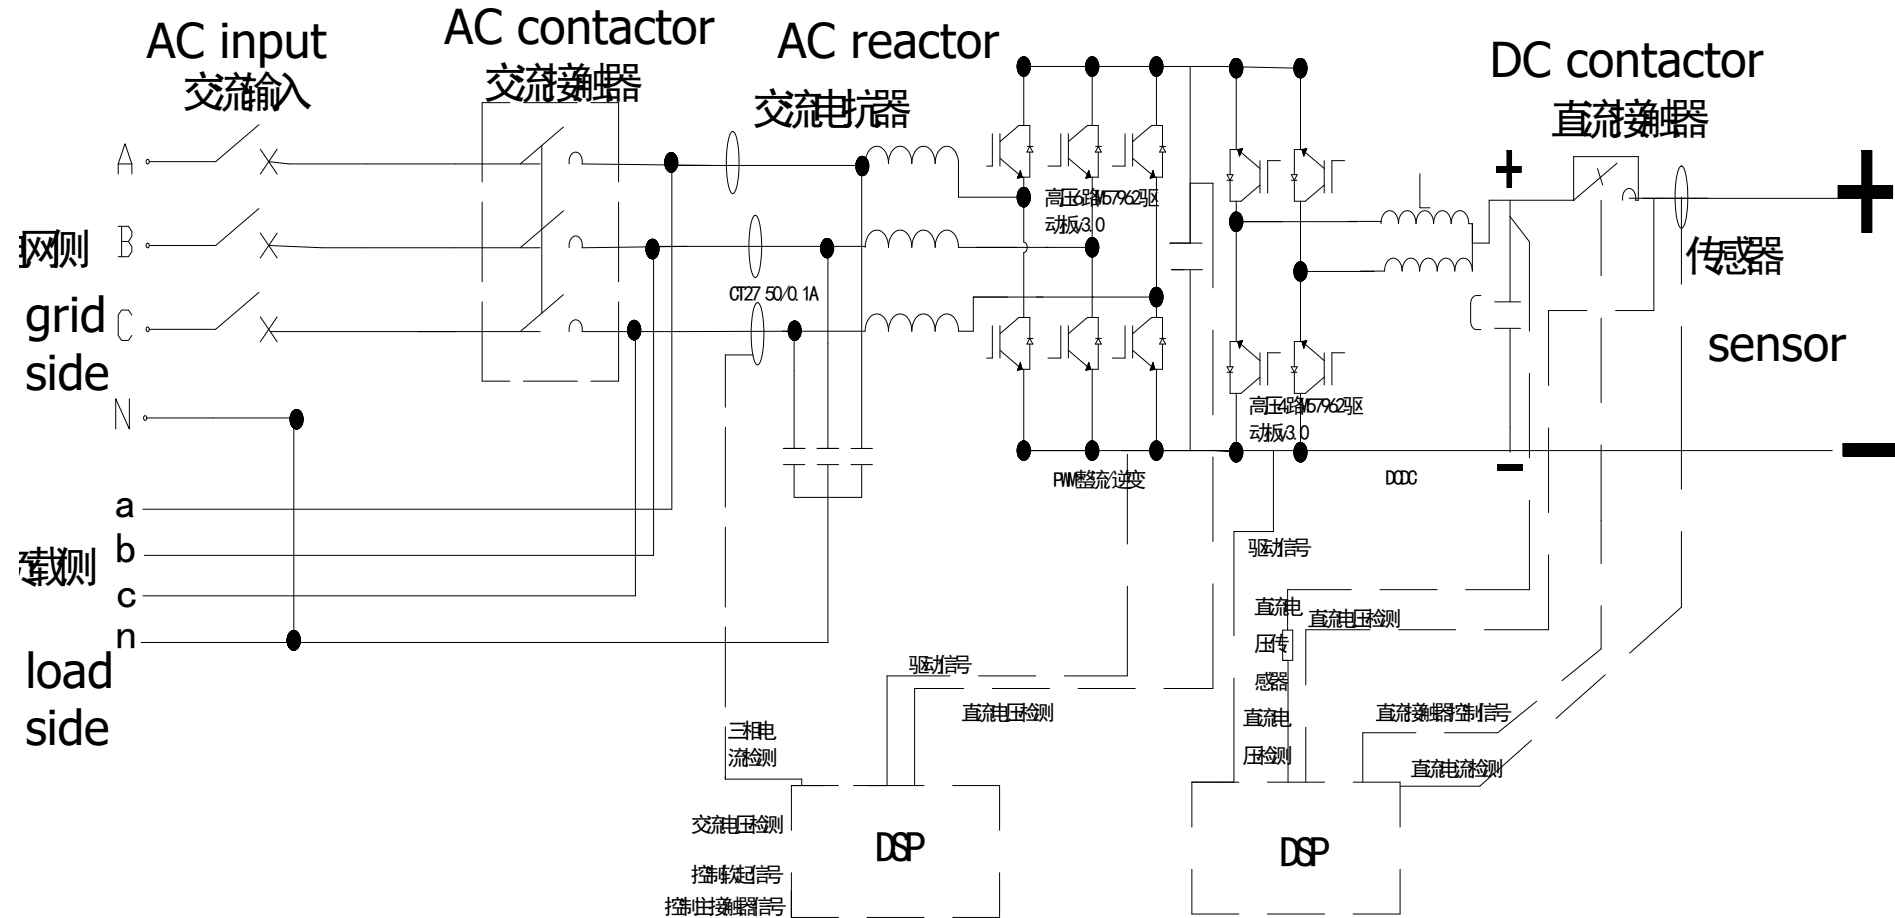 AC input
交流输入
AC contactor
交流接触器
AC reactor
交流电抗器
DC contactor
直流接触器
A
B
C
N
网侧
grid
side
CT27 50/0.1A
高压6路M57962驱
动板v3.0
L
+
+
传感器
sensor
C
高压4路M57962驱
动板v3.0
-
-
PWM整流/逆变
DCDC
a
b
c
n
载侧
load
side
驱动信号
直流电
压传
感器
直流电
压检测
直流电压检测
驱动信号
直流电压检测
三相电
流检测
直流接触器控制信号
直流电流检测
交流电压检测
控制软起信号
控制主接触器信号
DSP
DSP